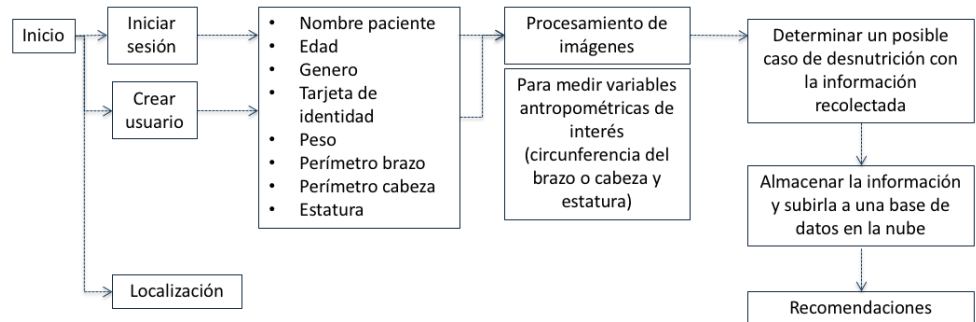 Inicio
Iniciar
sesión
Crear
usuario
Localización
• Nombre paciente
• Edad
• Genero
• Tarjeta de
identidad
• Peso
• Perímetro brazo
• Perímetro cabeza
• Estatura
Procesamiento de
imágenes
Para medir variables
antropométricas de
interés
(circunferencia del
brazo o cabeza y
estatura)
Determinar un posible
caso de desnutrición con
la información
recolectada
Almacenar la información
y subirla a una base de
datos en la nube
Recomendaciones